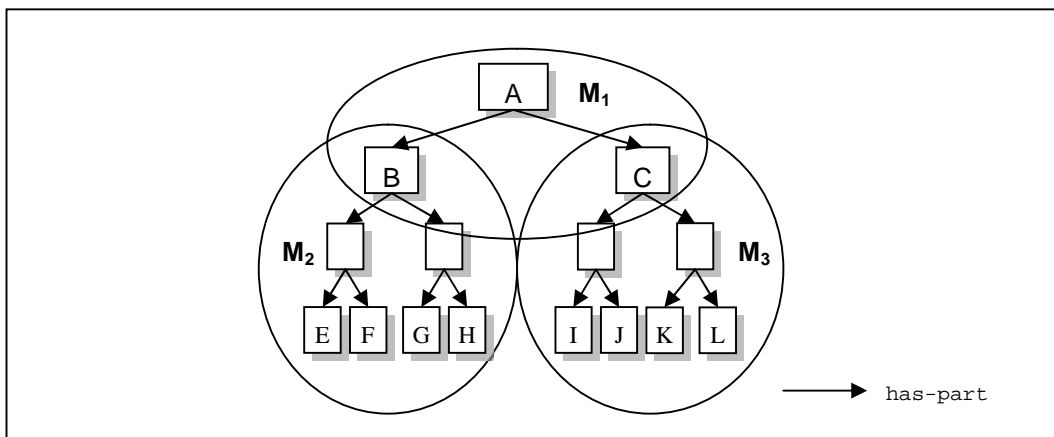 A
M₁
B
C
M₂
M₃
E F G H I J K L
has-part